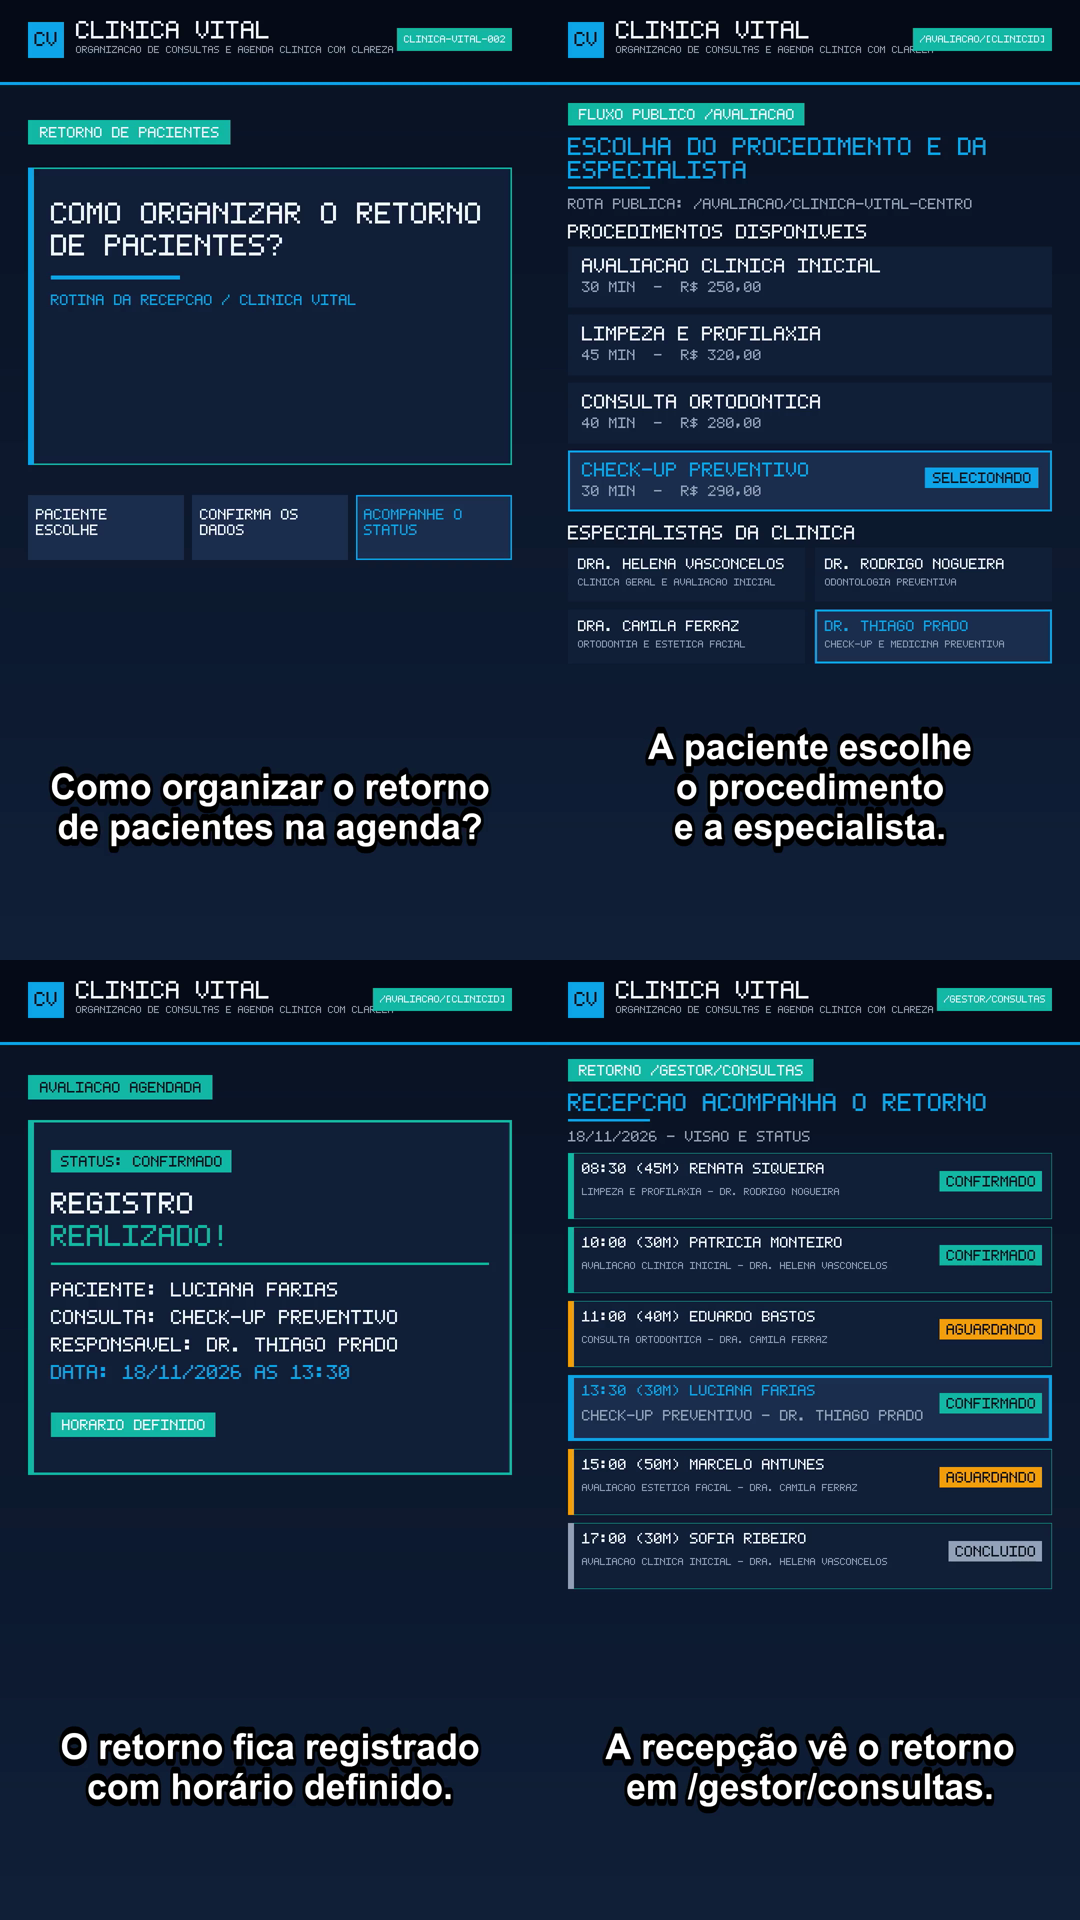 CV
CLINICA VITAL
ORGANIZACAO DE CONSULTAS E AGENDA CLINICA COM CLAREZA
CLINICA-VITAL-002
RETORNO DE PACIENTES
COMO ORGANIZAR O RETORNO
DE PACIENTES?
ROTINA DA RECEPCAO / CLINICA VITAL
PACIENTE
ESCOLHE
CONFIRMA OS
DADOS
ACOMPANHE O
STATUS
Como organizar o retorno
de pacientes na agenda?
CV
CLINICA VITAL
ORGANIZACAO DE CONSULTAS E AGENDA CLINICA COM CLAREZA
/AVALIACAO/[CLINICID]
FLUXO PUBLICO /AVALIACAO
ESCOLHA DO PROCEDIMENTO E DA
ESPECIALISTA
ROTA PUBLICA: /AVALIACAO/CLINICA-VITAL-CENTRO
PROCEDIMENTOS DISPONIVEIS
AVALIACAO CLINICA INICIAL
30 MIN - R$ 250,00
LIMPEZA E PROFILAXIA
45 MIN - R$ 320,00
CONSULTA ORTODONTICA
40 MIN - R$ 280,00
CHECK-UP PREVENTIVO
30 MIN - R$ 290,00
SELECIONADO
ESPECIALISTAS DA CLINICA
DRA. HELENA VASCONCELOS
CLINICA GERAL E AVALIACAO INICIAL
DR. RODRIGO NOGUEIRA
ODONTOLOGIA PREVENTIVA
DRA. CAMILA FERRAZ
ORTODONTIA E ESTETICA FACIAL
DR. THIAGO PRADO
CHECK-UP E MEDICINA PREVENTIVA
A paciente escolhe
o procedimento
e a especialista.
CV
CLINICA VITAL
ORGANIZACAO DE CONSULTAS E AGENDA CLINICA COM CLAREZA
/AVALIACAO/[CLINICID]
AVALIACAO AGENDADA
STATUS: CONFIRMADO
REGISTRO
REALIZADO!
PACIENTE: LUCIANA FARIAS
CONSULTA: CHECK-UP PREVENTIVO
RESPONSAVEL: DR. THIAGO PRADO
DATA: 18/11/2026 AS 13:30
HORARIO DEFINIDO
O retorno fica registrado
com horário definido.
CV
CLINICA VITAL
ORGANIZACAO DE CONSULTAS E AGENDA CLINICA COM CLAREZA
/GESTOR/CONSULTAS
RETORNO /GESTOR/CONSULTAS
RECEPCAO ACOMPANHA O RETORNO
18/11/2026 - VISAO E STATUS
08:30 (45M) RENATA SIQUEIRA
LIMPEZA E PROFILAXIA - DR. RODRIGO NOGUEIRA
CONFIRMADO
10:00 (30M) PATRICIA MONTEIRO
AVALIACAO CLINICA INICIAL - DRA. HELENA VASCONCELOS
CONFIRMADO
11:00 (40M) EDUARDO BASTOS
CONSULTA ORTODONTICA - DRA. CAMILA FERRAZ
AGUARDANDO
13:30 (30M) LUCIANA FARIAS
CHECK-UP PREVENTIVO - DR. THIAGO PRADO
CONFIRMADO
15:00 (50M) MARCELO ANTUNES
AVALIACAO ESTETICA FACIAL - DRA. CAMILA FERRAZ
AGUARDANDO
17:00 (30M) SOFIA RIBEIRO
AVALIACAO CLINICA INICIAL - DRA. HELENA VASCONCELOS
CONCLUIDO
A recepção vê o retorno
em /gestor/consultas.